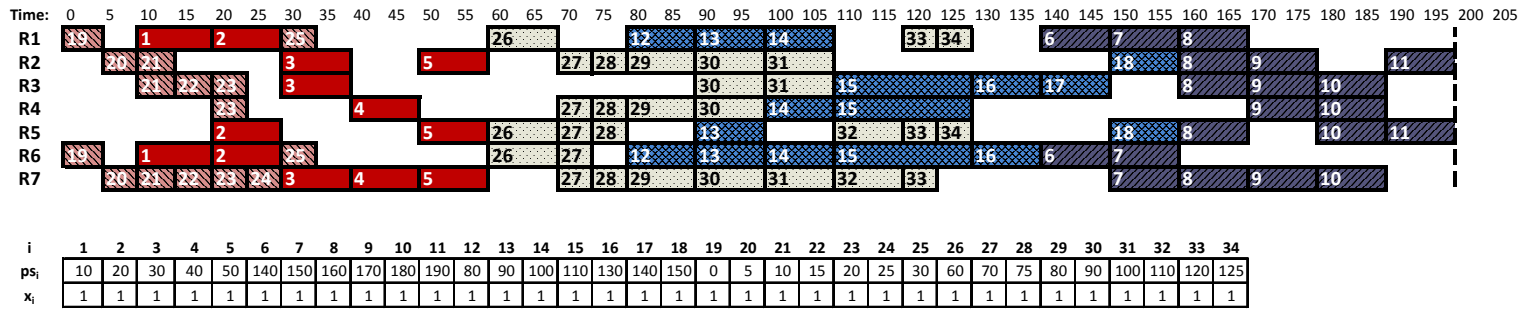 Time: 0 5 10 15 20 25 30 35 40 45 50 55 60 65 70 75 80 85 90 95 100 105 110 115 120 125 130 135 140 145 150 155 160 165 170 175 180 185 190 195 200 205
R1 19 1 2 25 26 12 13 14 33 34 6 7 8
R2 20 21 3 5 27 28 29 30 31 18 8 9 11
R3 21 22 23 3 30 31 15 16 17 8 9 10
R4 23 4 27 28 29 30 14 15 9 10
R5 2 5 26 27 28 13 32 33 34 18 8 10 11
R6 19 1 2 25 26 27 12 13 14 15 16 6 7
R7 20 21 22 23 24 3 4 5 27 28 29 30 31 32 33 7 8 9 10
i 1 2 3 4 5 6 7 8 9 10 11 12 13 14 15 16 17 18 19 20 21 22 23 24 25 26 27 28 29 30 31 32 33 34
psᵢ 10 20 30 40 50 140 150 160 170 180 190 80 90 100 110 130 140 150 0 5 10 15 20 25 30 60 70 75 80 90 100 110 120 125
xᵢ 1 1 1 1 1 1 1 1 1 1 1 1 1 1 1 1 1 1 1 1 1 1 1 1 1 1 1 1 1 1 1 1 1 1